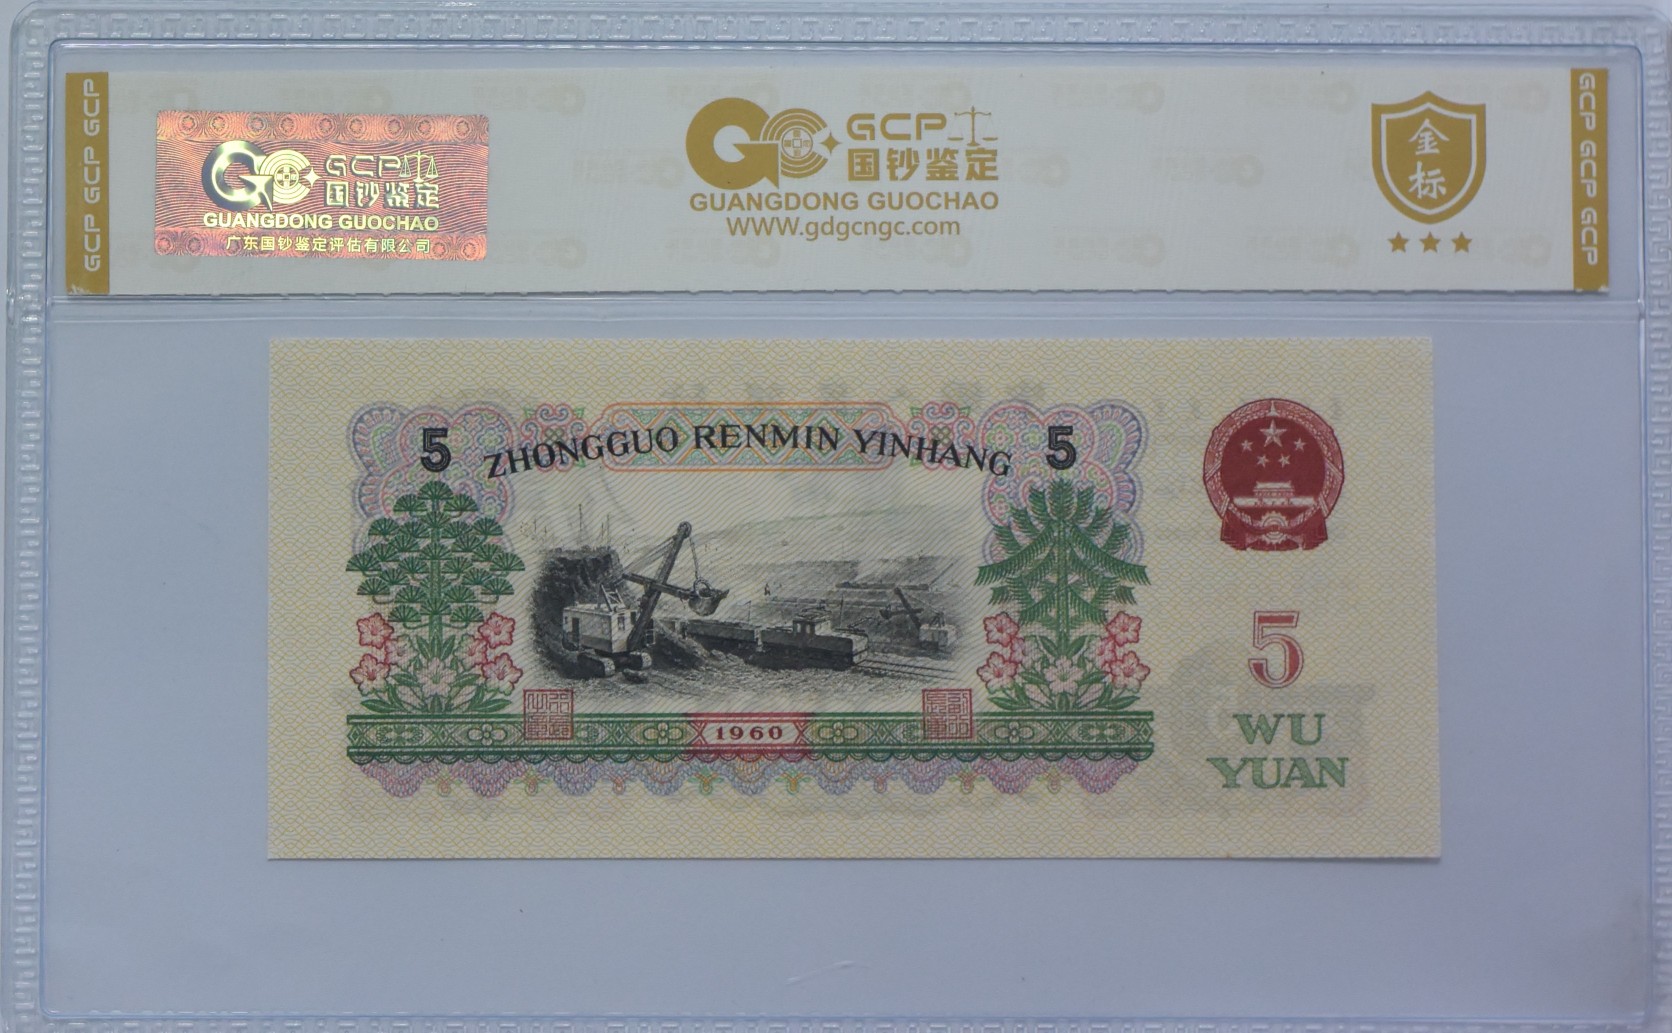 GCP GCP GCP
GCP
国钞鉴定
GUANGDONG GUOCHAO
广东国钞鉴定评估有限公司
GCP
国钞鉴定
GUANGDONG GUOCHAO
WWW.gdgcngc.com
金
标
GCP GCP GCP
5
ZHONGGUO RENMIN YINHANG
5
1960
5
WU
YUAN